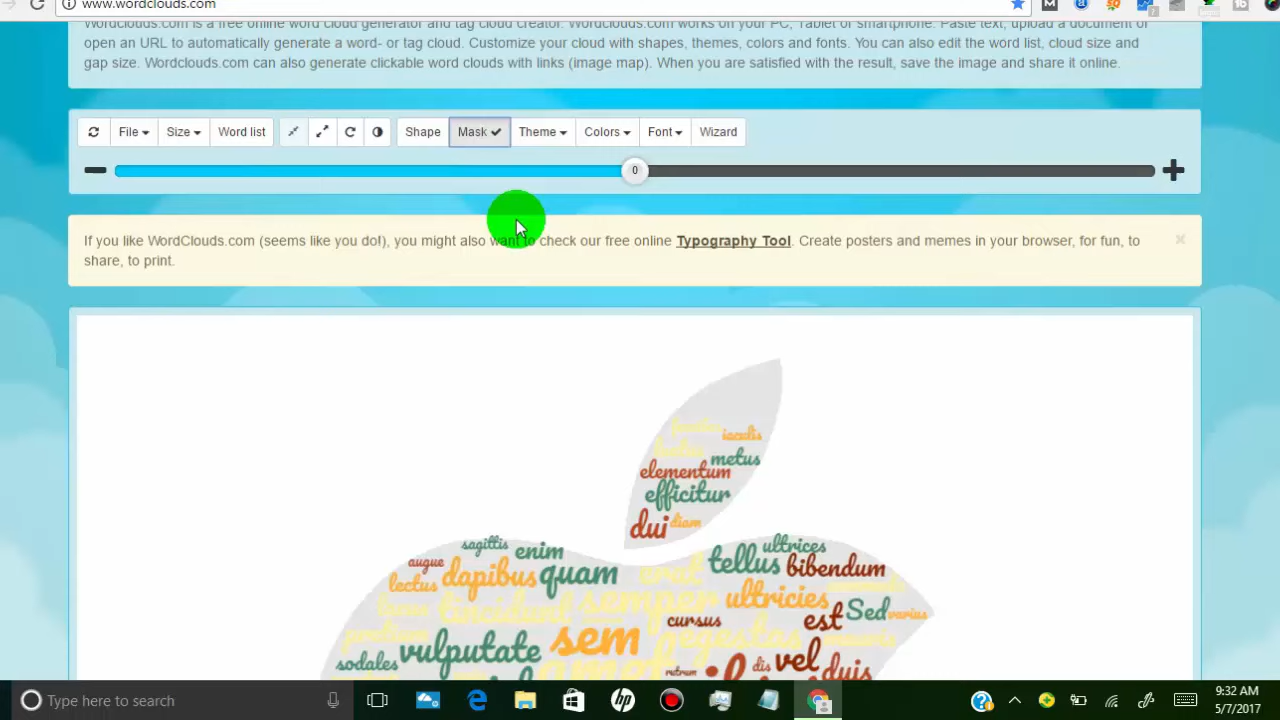 www.wordclouds.com
Wordclouds.com is a free online word cloud generator and tag cloud creator. Wordclouds.com works on your PC, Tablet or smartphone. Paste text, upload a document or
open an URL to automatically generate a word- or tag cloud. Customize your cloud with shapes, themes, colors and fonts. You can also edit the word list, cloud size and
gap size. Wordclouds.com can also generate clickable word clouds with links (image map). When you are satisfied with the result, save the image and share it online.
File Size Word list Shape Mask Theme Colors Font Wizard
0
If you like WordClouds.com (seems like you do!), you might also want to check our free online Typography Tool. Create posters and memes in your browser, for fun, to
share, to print.
iaculis
metus
elementum
efficitur
dui diam
sagittis enim tellus ultrices
augue dapibus quam erat bibendum
lectus tincidunt semper ultricies
cursus est Sed varius
vulputate sem egestas
sodales amet rutrum dis vel duis
Type here to search
9:32 AM
5/7/2017